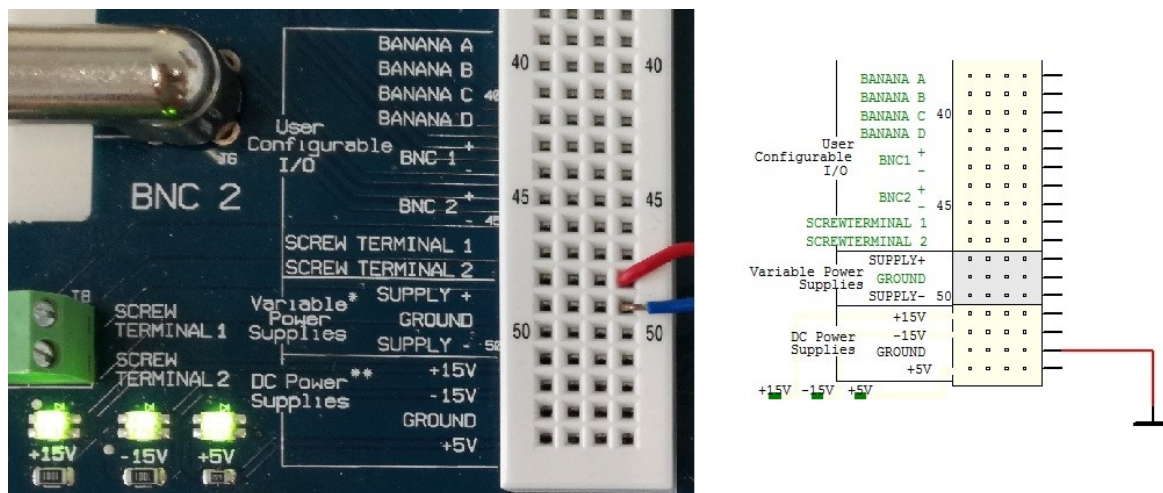 BANANA A
BANANA B
40
40
BANANA C 40
BANANA D
User
Configurable
I/O
J6
BNC 1 +
-
BNC 2
BNC 2 +
- 45
45
45
SCREW TERMINAL 1
SCREW TERMINAL 2
J8
SCREW
TERMINAL 1
SCREW
TERMINAL 2
Variable*
Power
Supplies
SUPPLY +
GROUND
SUPPLY - 50
50
50
DC Power**
Supplies
+15V
-15V
GROUND
+5V
+15V
-15V
+5V
1001
1001
BANANA A
BANANA B
BANANA C 40
BANANA D
User
Configurable
I/O
BNC1 +
-
BNC2 +
- 45
SCREWTERMINAL 1
SCREWTERMINAL 2
Variable Power
Supplies
SUPPLY+
GROUND
SUPPLY- 50
DC Power
Supplies
+15V
-15V
GROUND
+5V
+15V -15V +5V